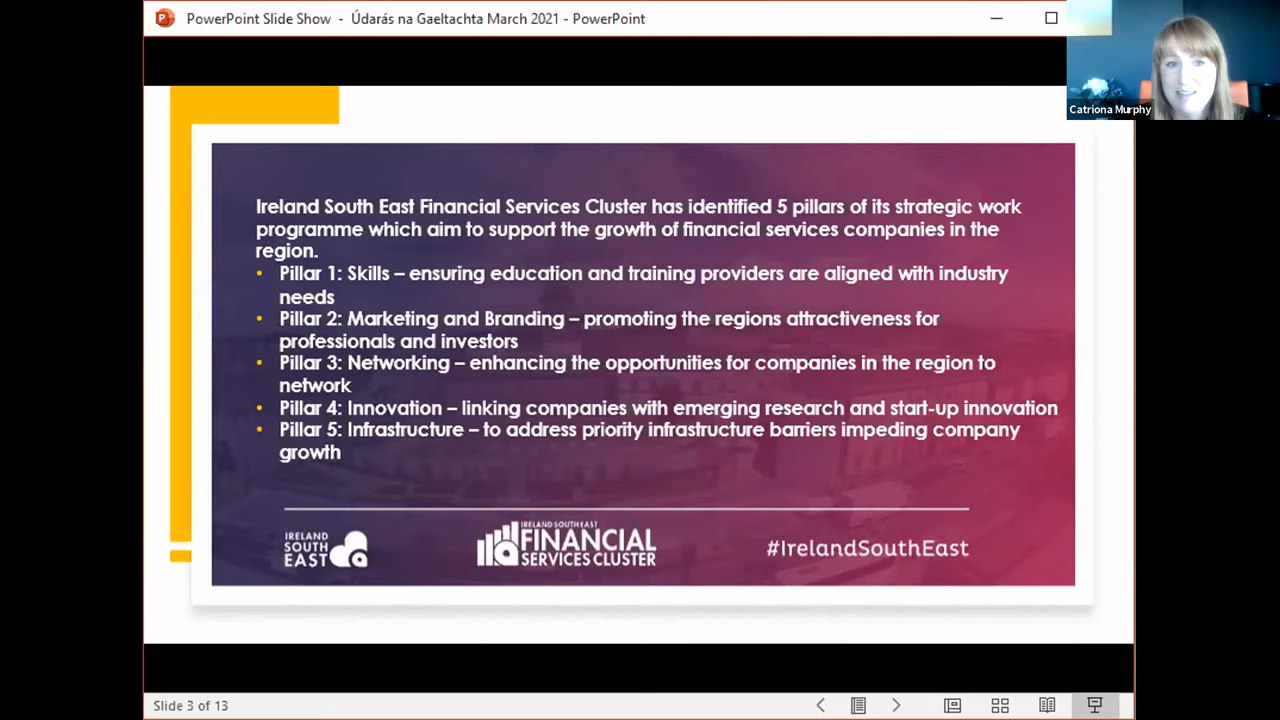 PowerPoint Slide Show - Údarás na Gaeltachta March 2021 - PowerPoint
Catriona Murphy
Ireland South East Financial Services Cluster has identified 5 pillars of its strategic work
programme which aim to support the growth of financial services companies in the
region.
• Pillar 1: Skills – ensuring education and training providers are aligned with industry
needs
• Pillar 2: Marketing and Branding – promoting the regions attractiveness for
professionals and investors
• Pillar 3: Networking – enhancing the opportunities for companies in the region to
network
• Pillar 4: Innovation – linking companies with emerging research and start-up innovation
• Pillar 5: Infrastructure – to address priority infrastructure barriers impeding company
growth
IRELAND
SOUTH
EAST
IRELAND SOUTH EAST
FINANCIAL
SERVICES CLUSTER
#IrelandSouthEast
Slide 3 of 13